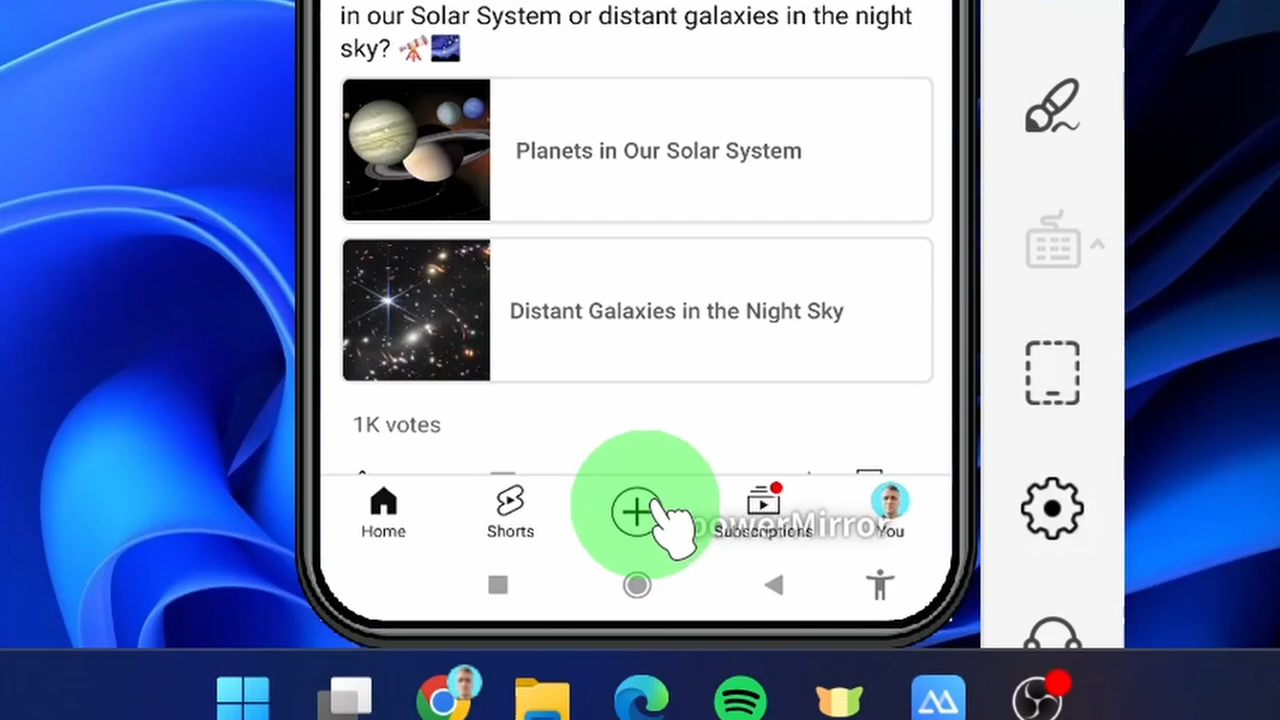 in our Solar System or distant galaxies in the night
sky? 🔭🌌
Planets in Our Solar System
Distant Galaxies in the Night Sky
1K votes
Home
Shorts
Subscriptions
You
powerMirror